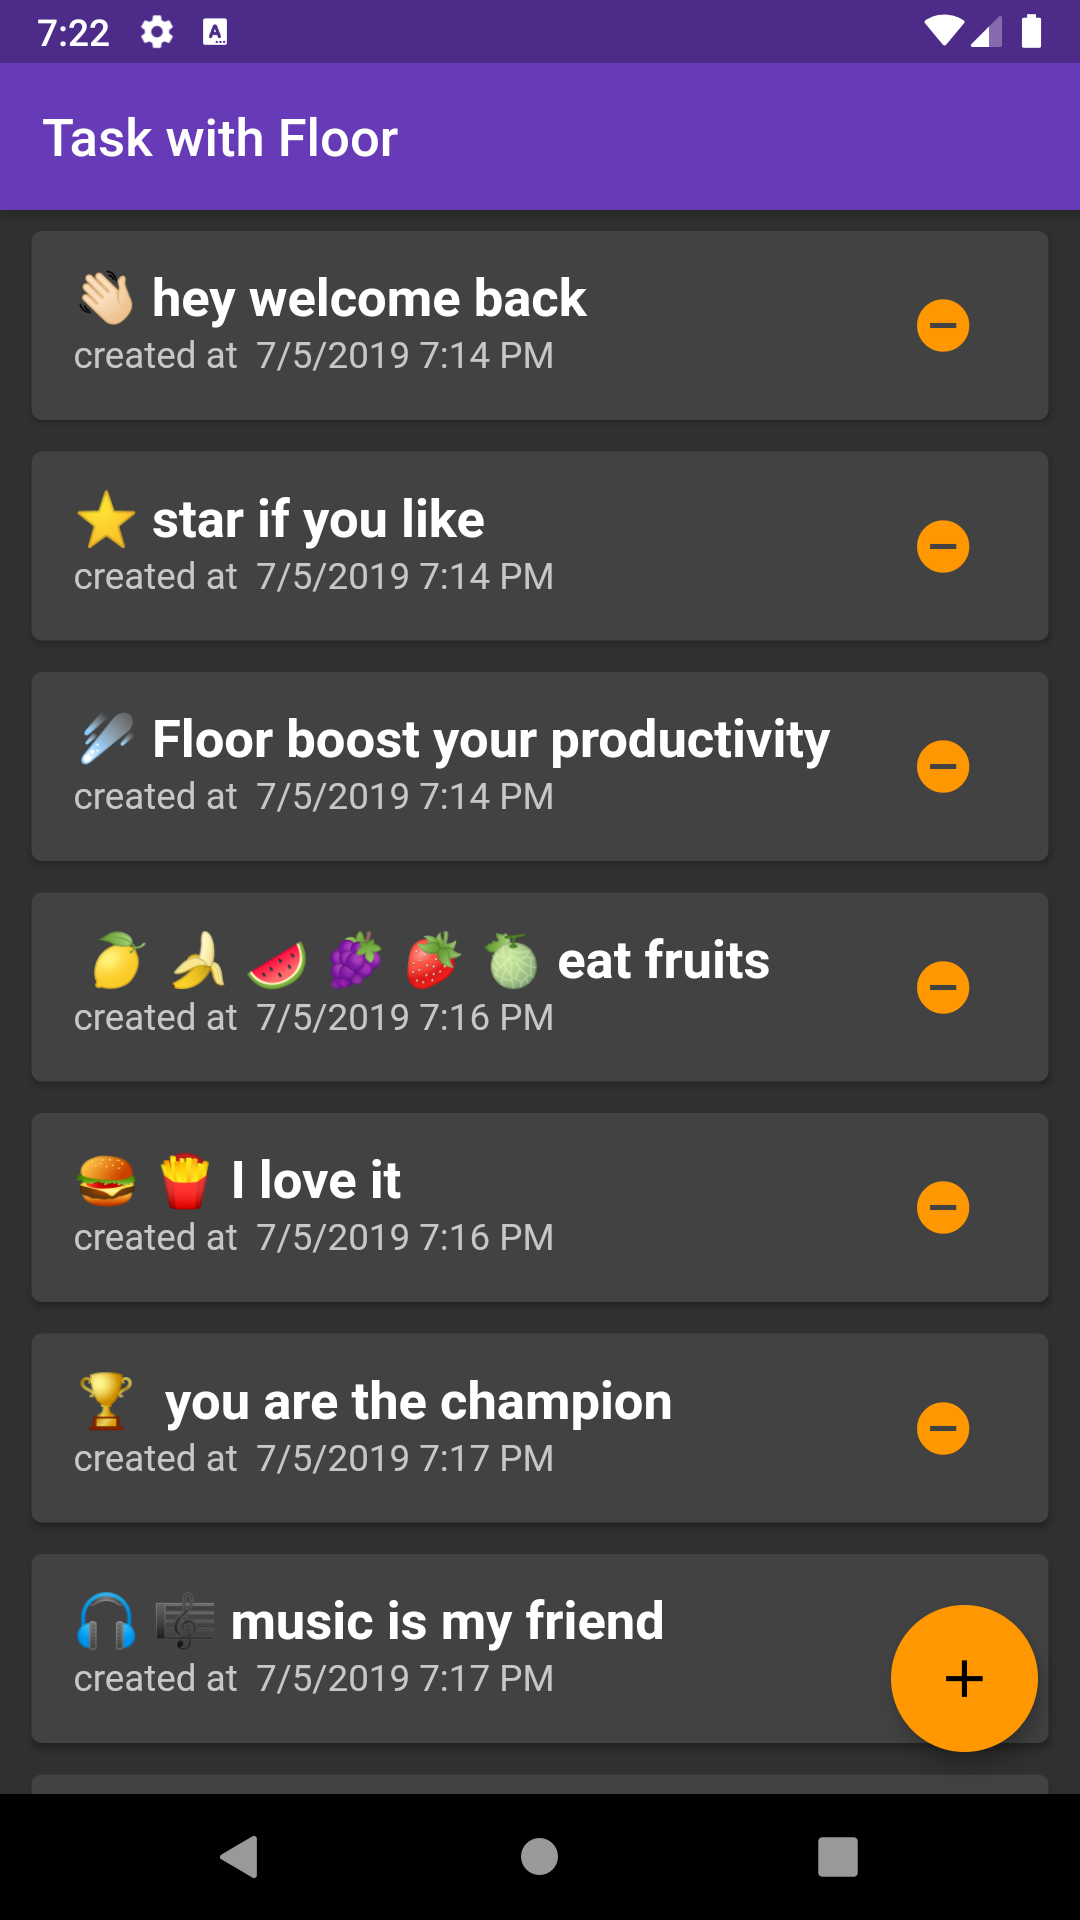 7:22
Task with Floor
👋🏻 hey welcome back
created at  7/5/2019 7:14 PM
⭐ star if you like
created at  7/5/2019 7:14 PM
☄️ Floor boost your productivity
created at  7/5/2019 7:14 PM
🍋 🍌 🍉 🍇 🍓 🍈 eat fruits
created at  7/5/2019 7:16 PM
🍔 🍟 I love it
created at  7/5/2019 7:16 PM
🏆  you are the champion
created at  7/5/2019 7:17 PM
🎧 🎼 music is my friend
created at  7/5/2019 7:17 PM